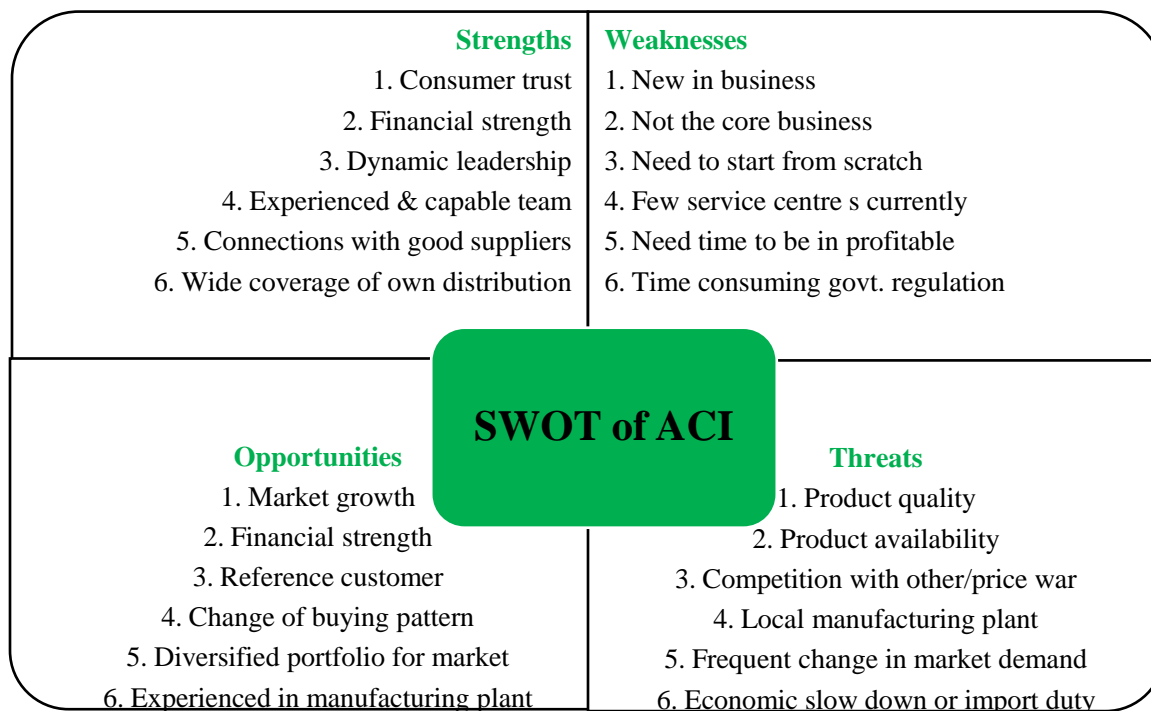 Strengths
1. Consumer trust
2. Financial strength
3. Dynamic leadership
4. Experienced & capable team
5. Connections with good suppliers
6. Wide coverage of own distribution
Weaknesses
1. New in business
2. Not the core business
3. Need to start from scratch
4. Few service centre s currently
5. Need time to be in profitable
6. Time consuming govt. regulation
SWOT of ACI
Opportunities
1. Market growth
2. Financial strength
3. Reference customer
4. Change of buying pattern
5. Diversified portfolio for market
6. Experienced in manufacturing plant
Threats
1. Product quality
2. Product availability
3. Competition with other/price war
4. Local manufacturing plant
5. Frequent change in market demand
6. Economic slow down or import duty